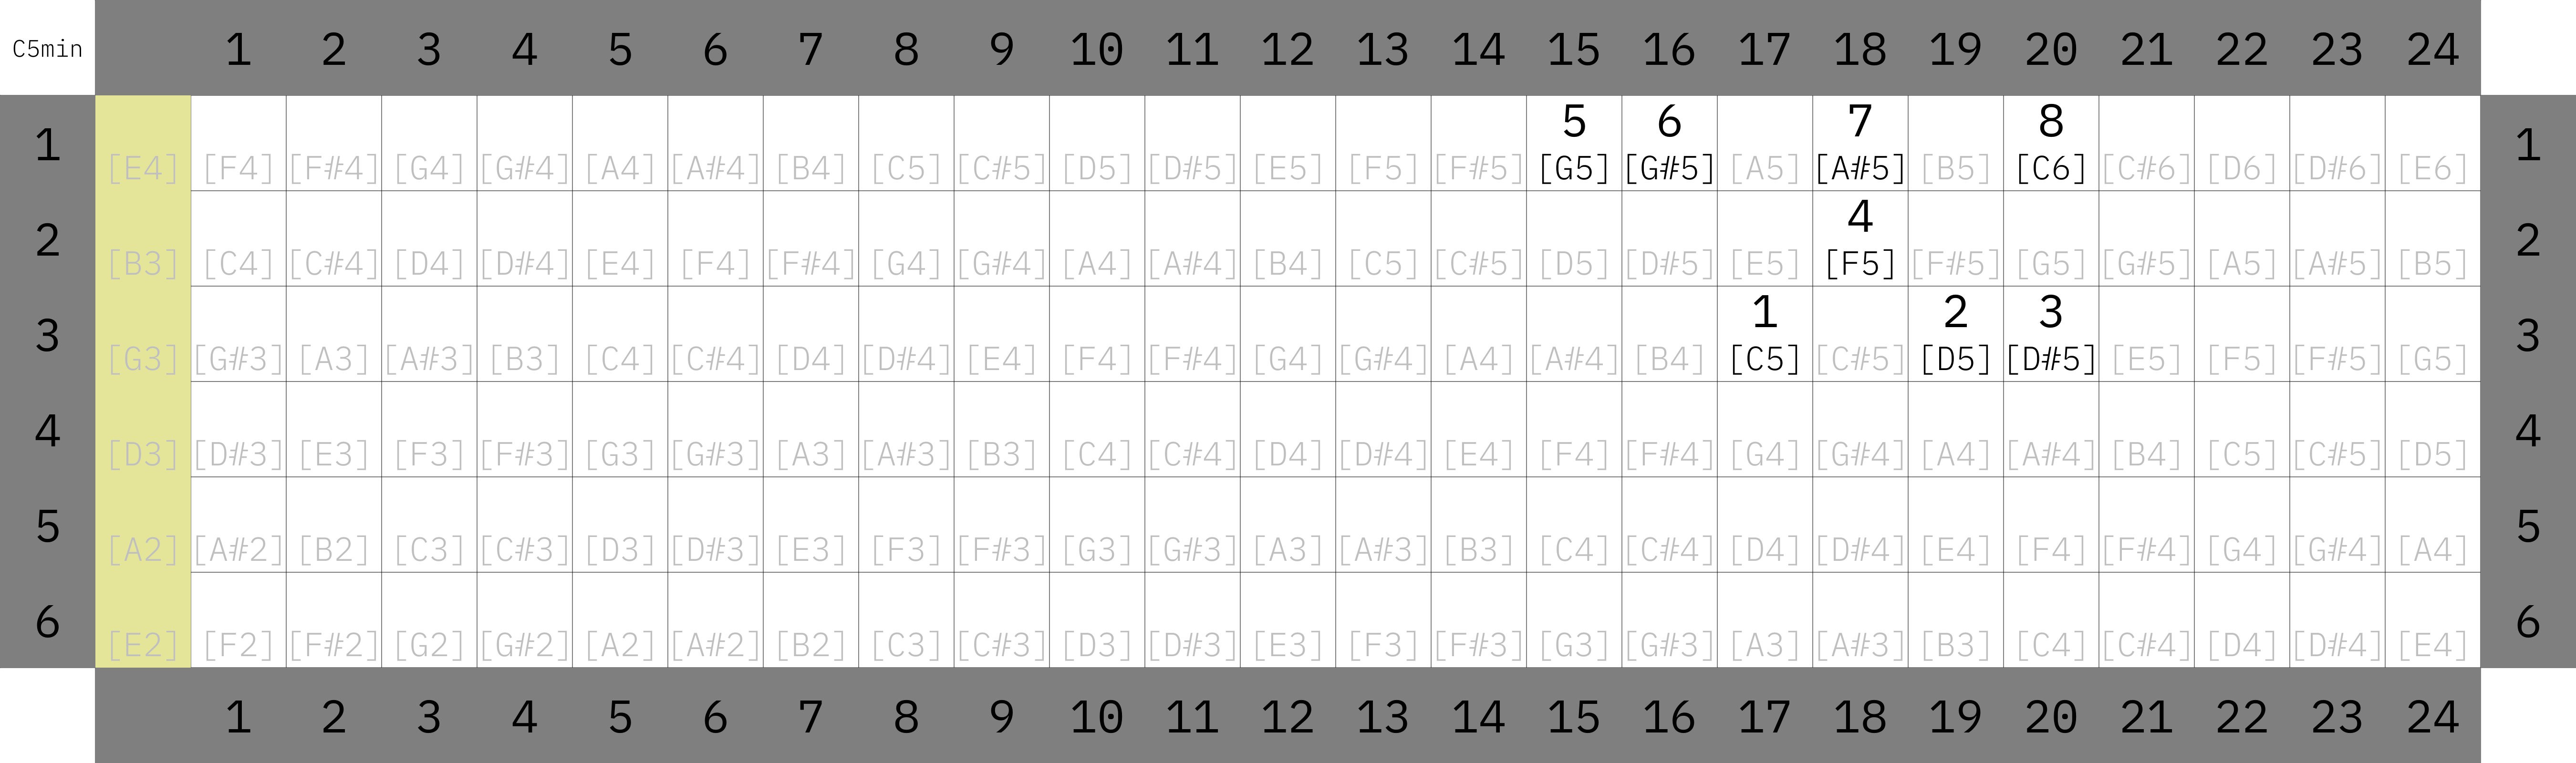 C5min 1 2 3 4 5 6 7 8 9 10 11 12 13 14 15 16 17 18 19 20 21 22 23 24
5 6 7 8
1 [E4] [F4] [F#4] [G4] [G#4] [A4] [A#4] [B4] [C5] [C#5] [D5] [D#5] [E5] [F5] [F#5] [G5] [G#5] [A5] [A#5] [B5] [C6] [C#6] [D6] [D#6] [E6] 1
4
2 [B3] [C4] [C#4] [D4] [D#4] [E4] [F4] [F#4] [G4] [G#4] [A4] [A#4] [B4] [C5] [C#5] [D5] [D#5] [E5] [F5] [F#5] [G5] [G#5] [A5] [A#5] [B5] 2
1 2 3
3 [G3] [G#3] [A3] [A#3] [B3] [C4] [C#4] [D4] [D#4] [E4] [F4] [F#4] [G4] [G#4] [A4] [A#4] [B4] [C5] [C#5] [D5] [D#5] [E5] [F5] [F#5] [G5] 3
4 [D3] [D#3] [E3] [F3] [F#3] [G3] [G#3] [A3] [A#3] [B3] [C4] [C#4] [D4] [D#4] [E4] [F4] [F#4] [G4] [G#4] [A4] [A#4] [B4] [C5] [C#5] [D5] 4
5 [A2] [A#2] [B2] [C3] [C#3] [D3] [D#3] [E3] [F3] [F#3] [G3] [G#3] [A3] [A#3] [B3] [C4] [C#4] [D4] [D#4] [E4] [F4] [F#4] [G4] [G#4] [A4] 5
6 [E2] [F2] [F#2] [G2] [G#2] [A2] [A#2] [B2] [C3] [C#3] [D3] [D#3] [E3] [F3] [F#3] [G3] [G#3] [A3] [A#3] [B3] [C4] [C#4] [D4] [D#4] [E4] 6
1 2 3 4 5 6 7 8 9 10 11 12 13 14 15 16 17 18 19 20 21 22 23 24